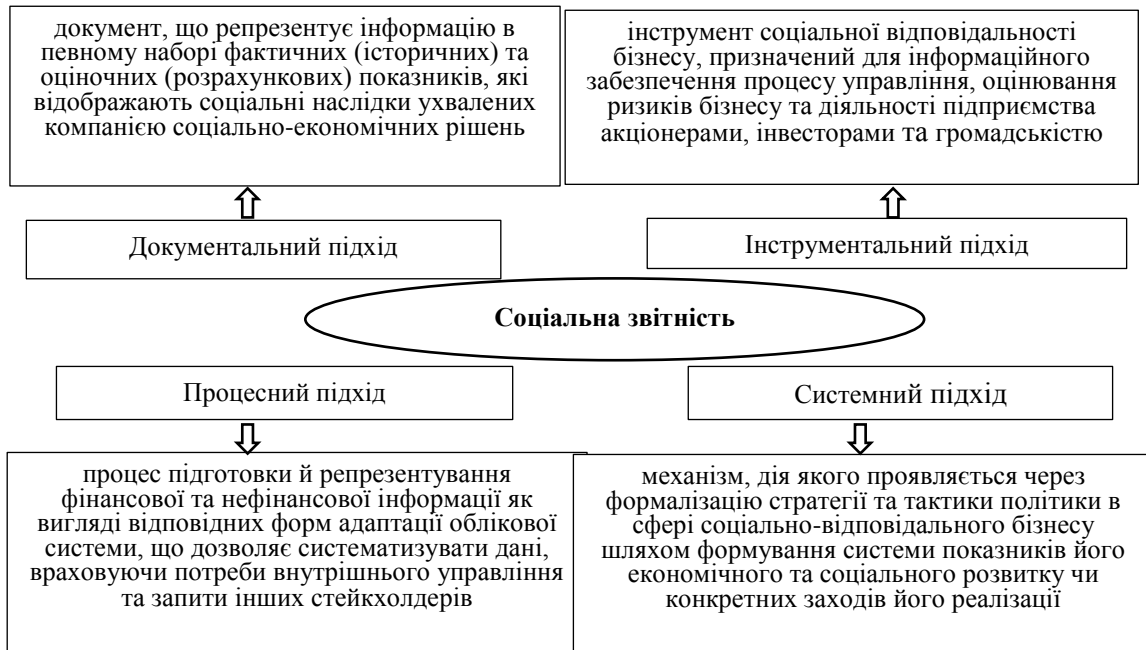 документ, що репрезентує інформацію в
певному наборі фактичних (історичних) та
оціночних (розрахункових) показників, які
відображають соціальні наслідки ухвалених
компанією соціально-економічних рішень
інструмент соціальної відповідальності
бізнесу, призначений для інформаційного
забезпечення процесу управління, оцінювання
ризиків бізнесу та діяльності підприємства
акціонерами, інвесторами та громадськістю
Документальний підхід
Інструментальний підхід
Соціальна звітність
Процесний підхід
Системний підхід
процес підготовки й репрезентування
фінансової та нефінансової інформації як
вигляді відповідних форм адаптації облікової
системи, що дозволяє систематизувати дані,
враховуючи потреби внутрішнього управління
та запити інших стейкхолдерів
механізм, дія якого проявляється через
формалізацію стратегії та тактики політики в
сфері соціально-відповідального бізнесу
шляхом формування системи показників його
економічного та соціального розвитку чи
конкретних заходів його реалізації